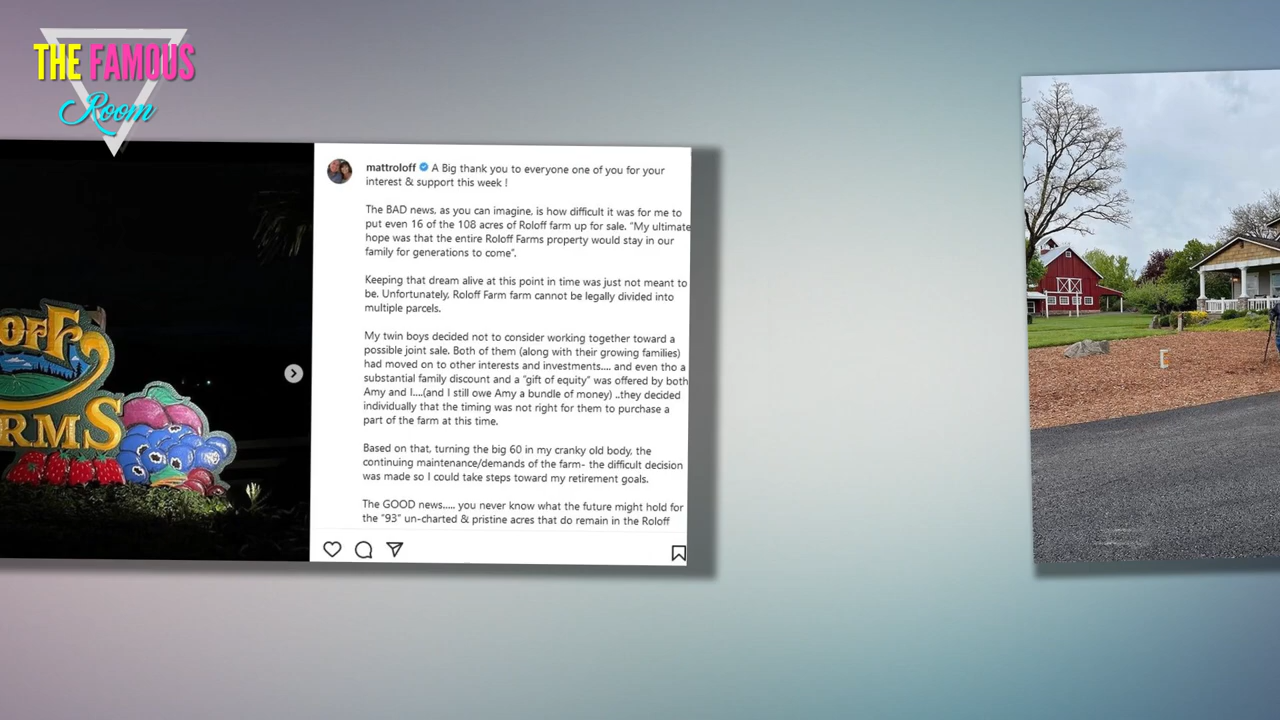 THE FAMOUS
Room
OFF
RMS
mattroloff A Big thank you to everyone one of you for your
interest & support this week !
The BAD news, as you can imagine, is how difficult it was for me to
put even 16 of the 108 acres of Roloff farm up for sale. "My ultimate
hope was that the entire Roloff Farms property would stay in our
family for generations to come".
Keeping that dream alive at this point in time was just not meant to
be. Unfortunately, Roloff Farm farm cannot be legally divided into
multiple parcels.
My twin boys decided not to consider working together toward a
possible joint sale. Both of them (along with their growing families)
had moved on to other interests and investments.... and even tho a
substantial family discount and a "gift of equity" was offered by both
Amy and I....(and I still owe Amy a bundle of money) ..they decided
individually that the timing was not right for them to purchase a
part of the farm at this time.
Based on that, turning the big 60 in my cranky old body, the
continuing maintenance/demands of the farm- the difficult decision
was made so I could take steps toward my retirement goals.
The GOOD news..... you never know what the future might hold for
the "93" un-charted & pristine acres that do remain in the Roloff